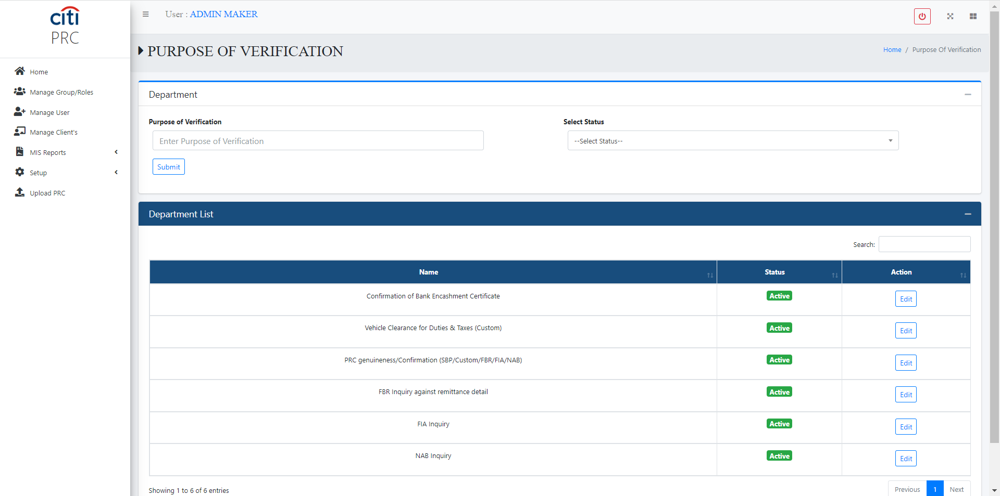 citi
PRC
User : ADMIN MAKER
PURPOSE OF VERIFICATION
Home / Purpose Of Verification
Home
Manage Group/Roles
Manage User
Manage Client's
MIS Reports
Setup
Upload PRC
Department
Purpose of Verification
Select Status
Enter Purpose of Verification
--Select Status--
Submit
Department List
Search:
Name Status Action
Confirmation of Bank Encashment Certificate Active Edit
Vehicle Clearance for Duties & Taxes (Custom) Active Edit
PRC genuineness/Confirmation (SBP/Custom/FBR/FIA/NAB) Active Edit
FBR Inquiry against remittance detail Active Edit
FIA Inquiry Active Edit
NAB Inquiry Active Edit
Showing 1 to 6 of 6 entries
Previous 1 Next